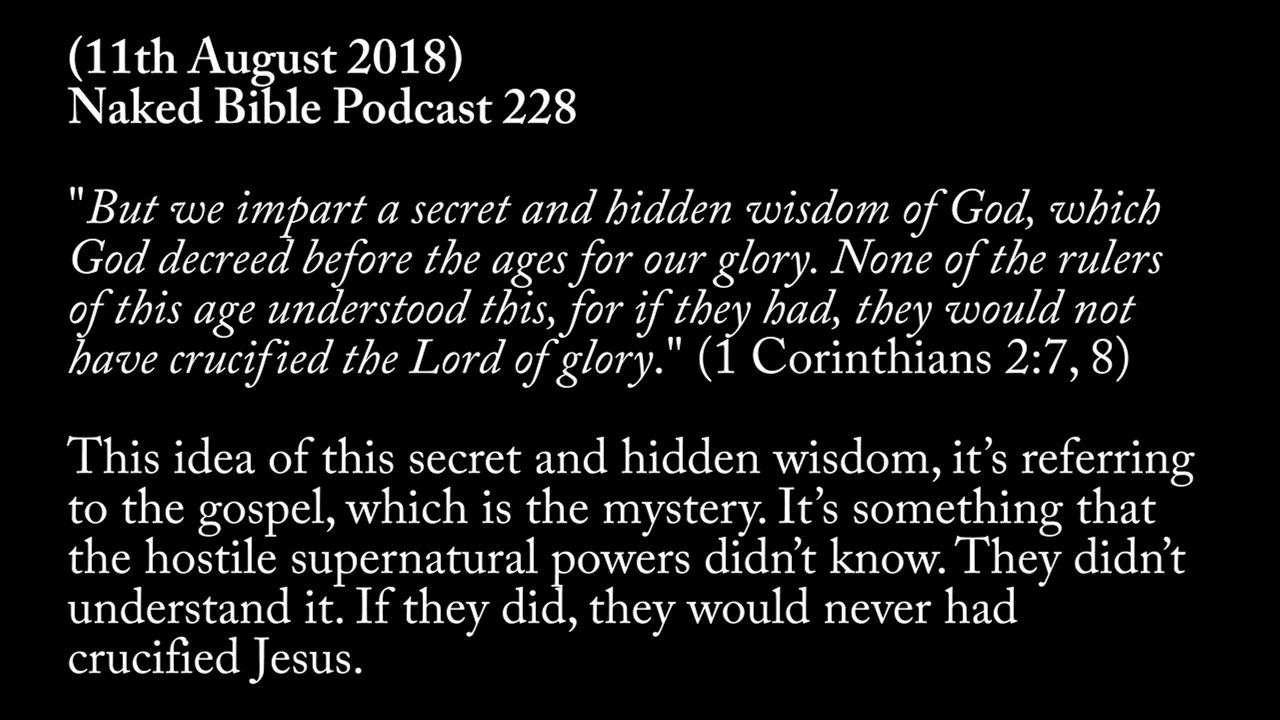 (11th August 2018)
Naked Bible Podcast 228
"But we impart a secret and hidden wisdom of God, which
God decreed before the ages for our glory. None of the rulers
of this age understood this, for if they had, they would not
have crucified the Lord of glory." (1 Corinthians 2:7, 8)
This idea of this secret and hidden wisdom, it’s referring
to the gospel, which is the mystery. It’s something that
the hostile supernatural powers didn’t know. They didn’t
understand it. If they did, they would never had
crucified Jesus.